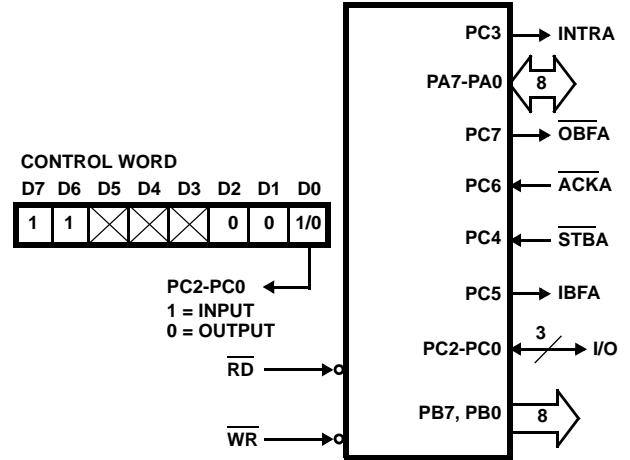 PC3 INTRA
PA7-PA0 8
PC7 OBFA
CONTROL WORD
D7 D6 D5 D4 D3 D2 D1 D0
1 1 0 0 1/0
PC6 ACKA
PC4 STBA
PC2-PC0
1 = INPUT
0 = OUTPUT
PC5 IBFA
PC2-PC0 3 I/O
RD
PB7, PB0 8
WR